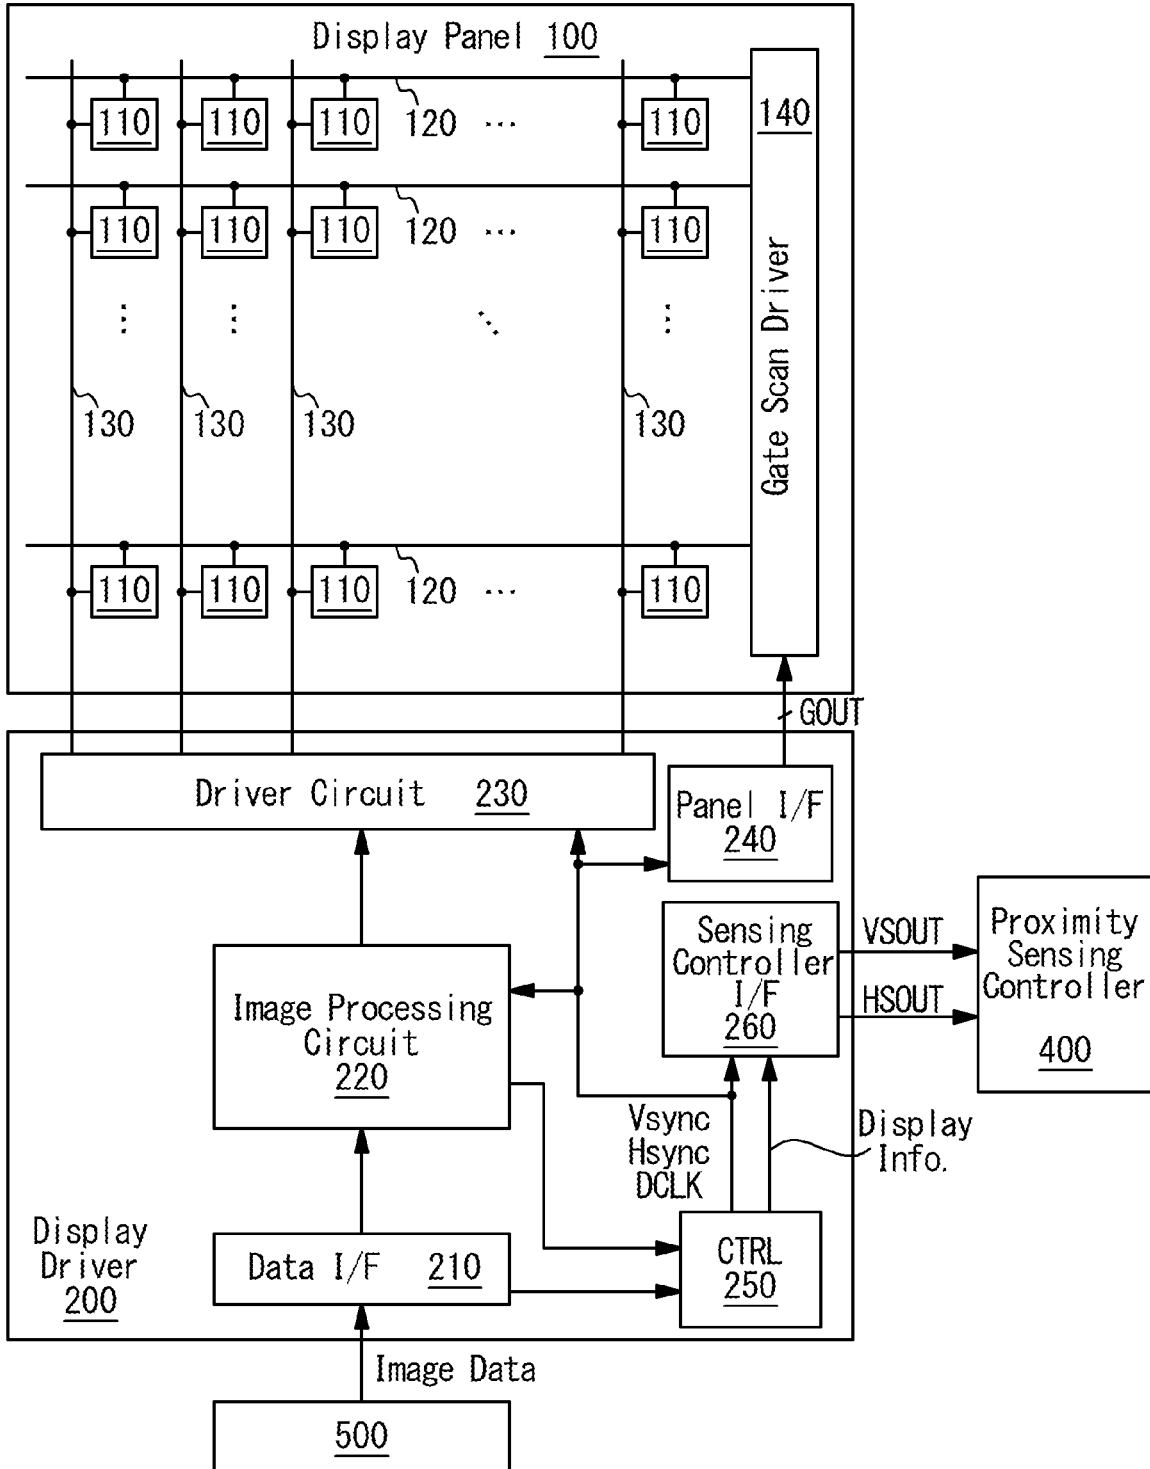 Display Panel 100
110 110 110 120 ... 110
140
110 110 110 120 ... 110
Gate Scan Driver
130 130 130 130
110 110 110 120 ... 110
GOUT
Driver Circuit 230
Panel I/F
240
Sensing
Controller
I/F
260
VSOUT
HSOUT
Proximity
Sensing
Controller
400
Image Processing
Circuit
220
Vsync
Hsync
DCLK
Display
Info.
Display
Driver
200
Data I/F 210
CTRL
250
Image Data
500